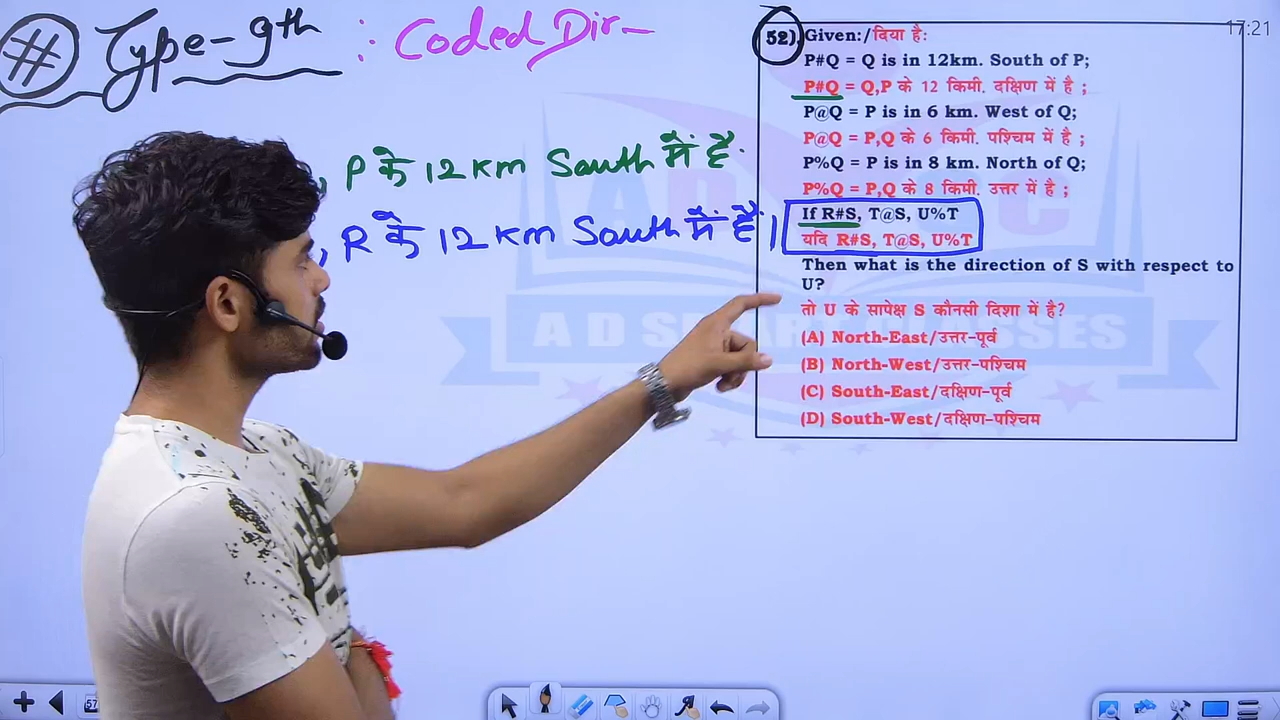 Type-9th : Coded Dir-
17:21
52). Given:/दिया है:
P#Q = Q is in 12km. South of P;
P#Q = Q,P के 12 किमी. दक्षिण में है ;
P@Q = P is in 6 km. West of Q;
P@Q = P,Q के 6 किमी. पश्चिम में है ;
P%Q = P is in 8 km. North of Q;
P%Q = P,Q के 8 किमी. उत्तर में है ;
If R#S, T@S, U%T
यदि R#S, T@S, U%T
Then what is the direction of S with respect to
U?
तो U के सापेक्ष S कौनसी दिशा में है?
(A) North-East/उत्तर-पूर्व
(B) North-West/उत्तर-पश्चिम
(C) South-East/दक्षिण-पूर्व
(D) South-West/दक्षिण-पश्चिम
, P के 12 km South में है.
, R के 12 km South में है |
A D S CLASSES
57